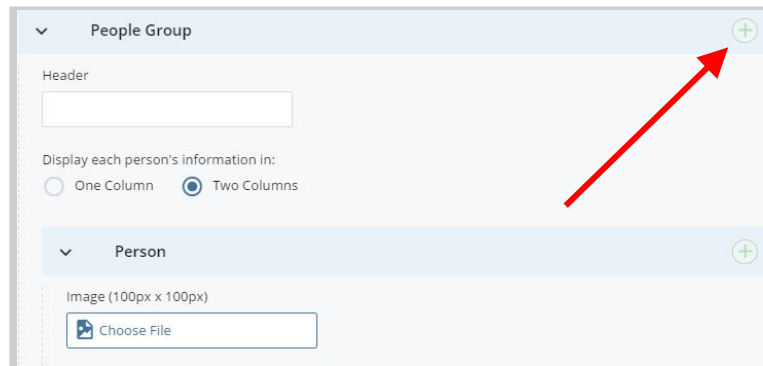 People Group
Header
Display each person's information in:
One Column Two Columns
Person
Image (100px x 100px)
Choose File